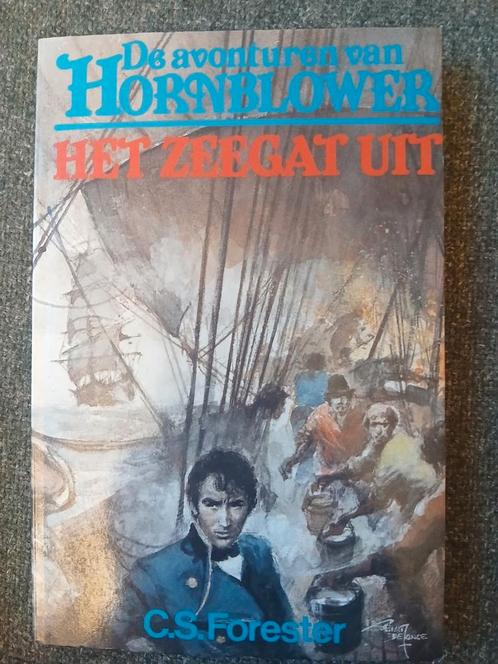 De avonturen van
HORNBLOWER
HET ZEEGAT UIT
C.S. Forester